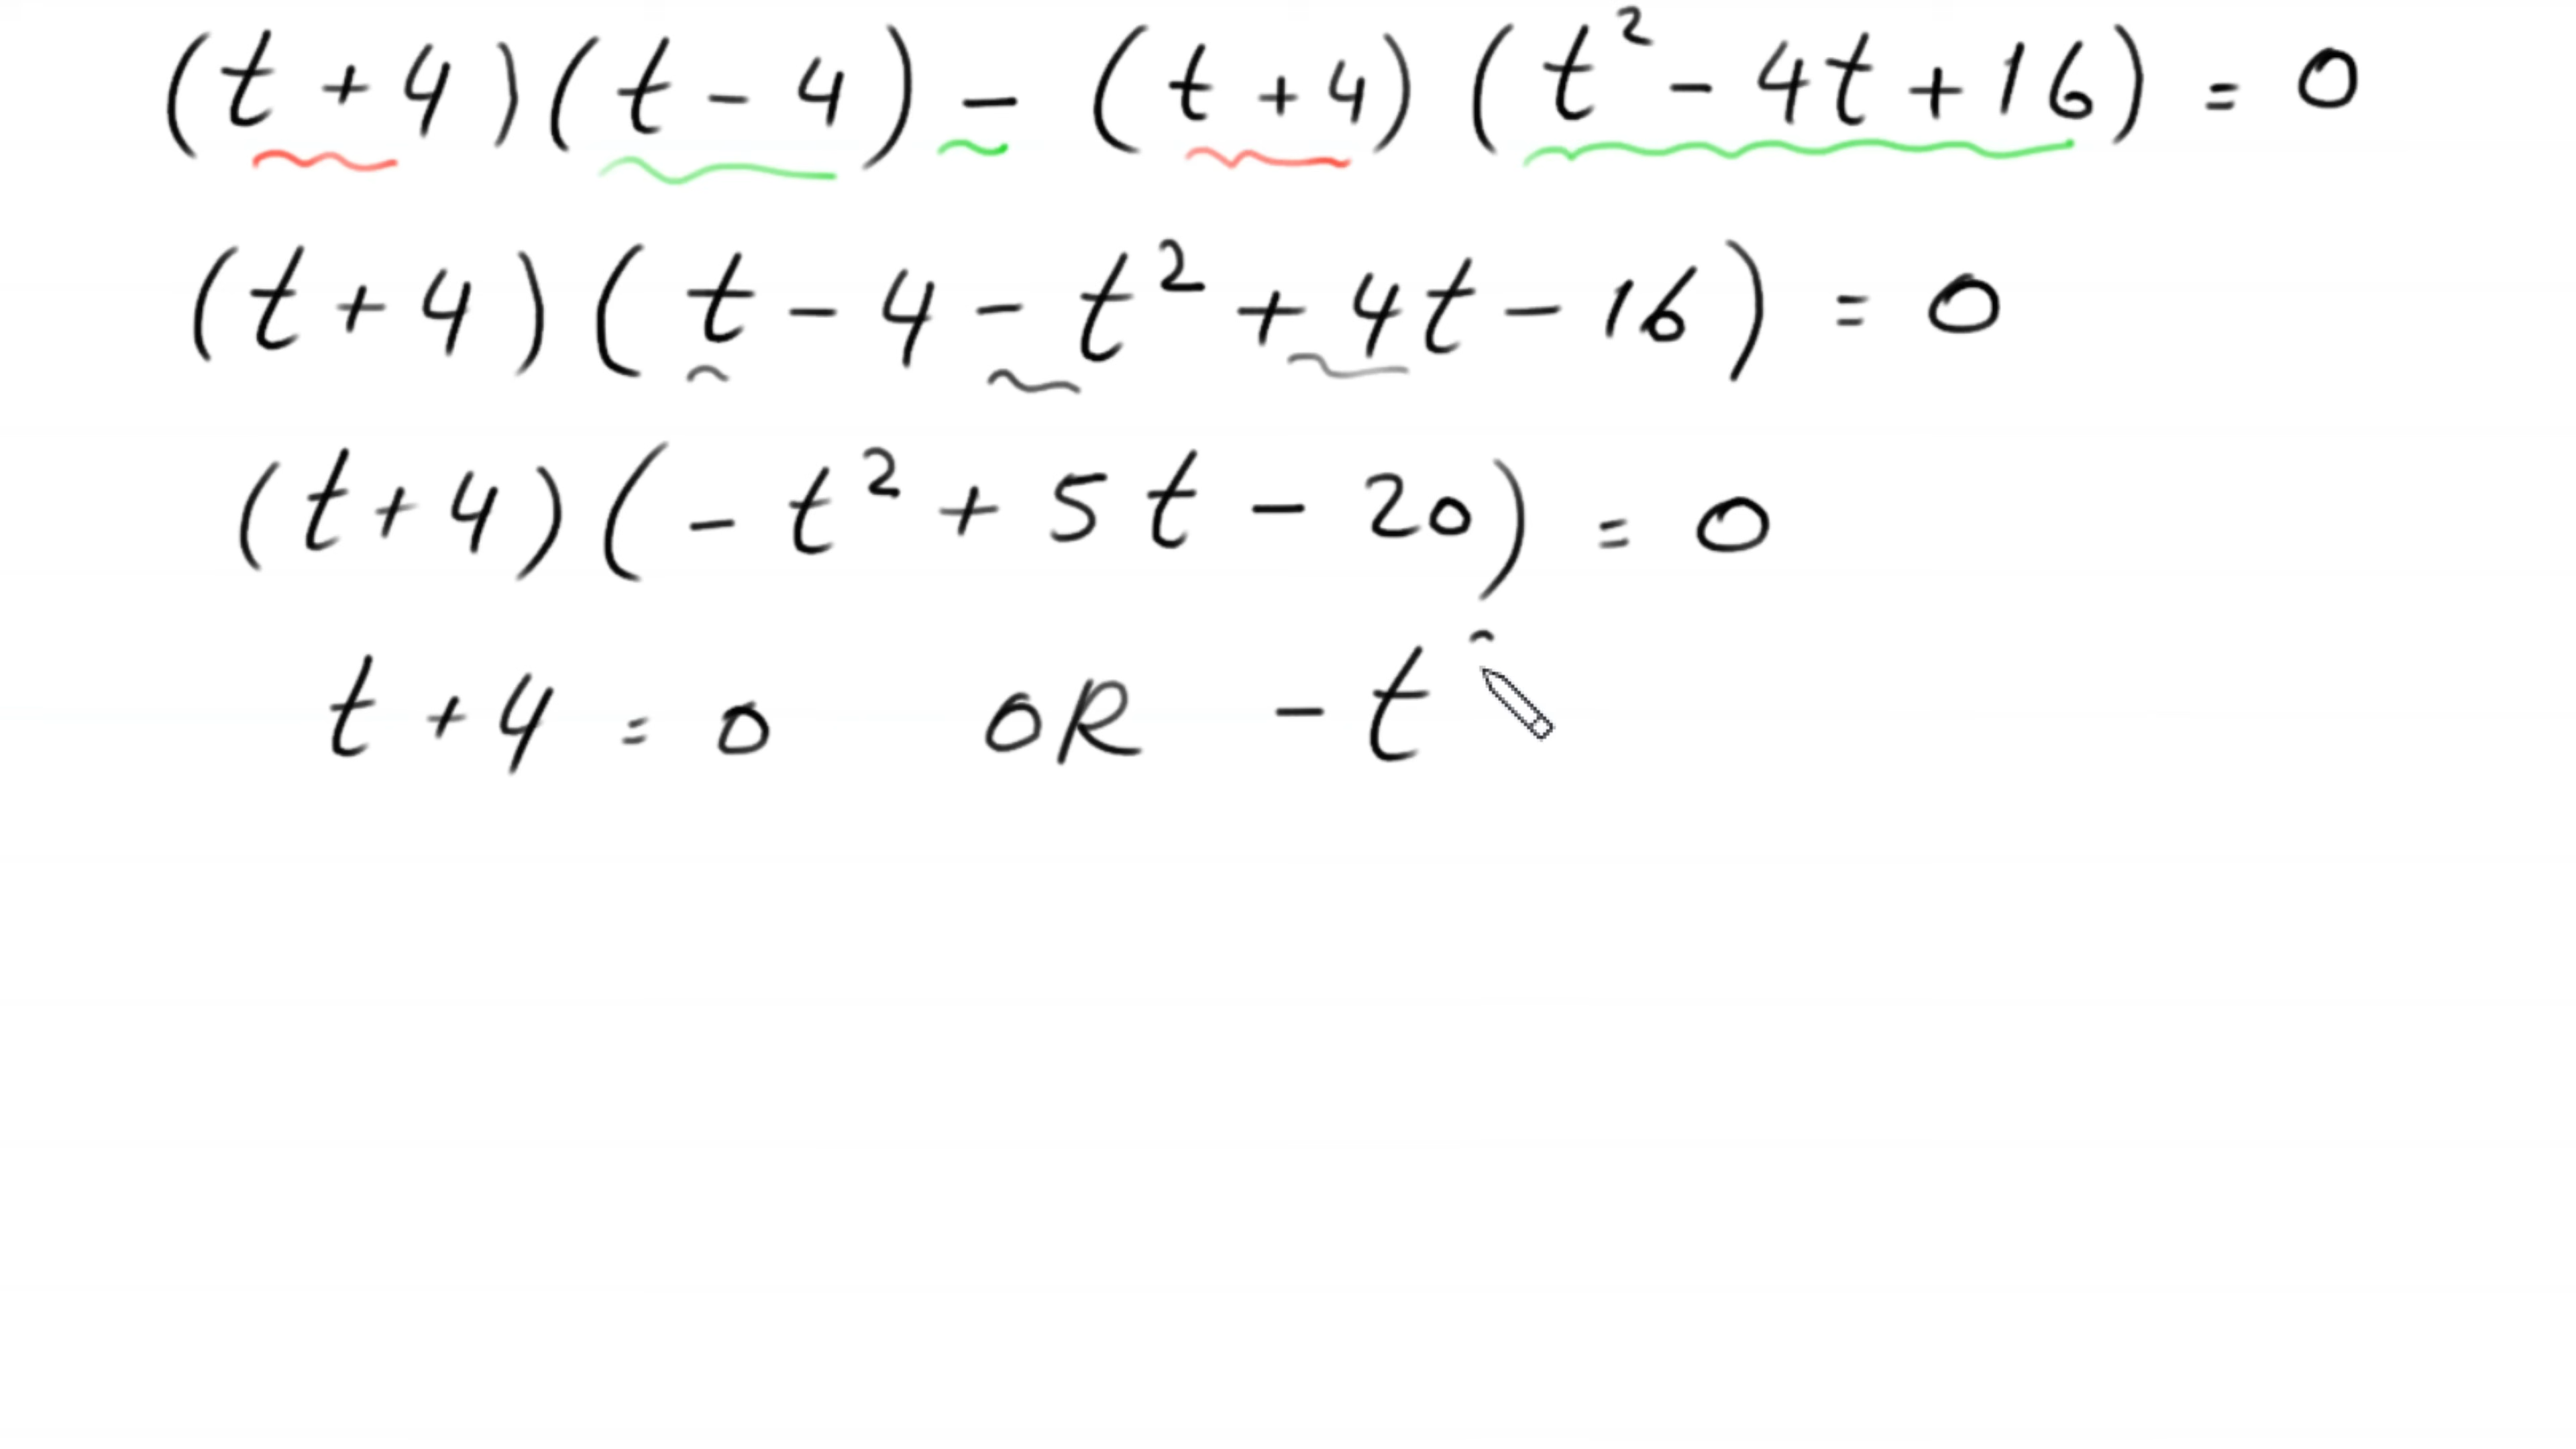 (t + 4)(t - 4) - (t + 4)(t² - 4t + 16) = 0
(t + 4)(t - 4 - t² + 4t - 16) = 0
(t + 4)(- t² + 5t - 20) = 0
t + 4 = 0 OR - t